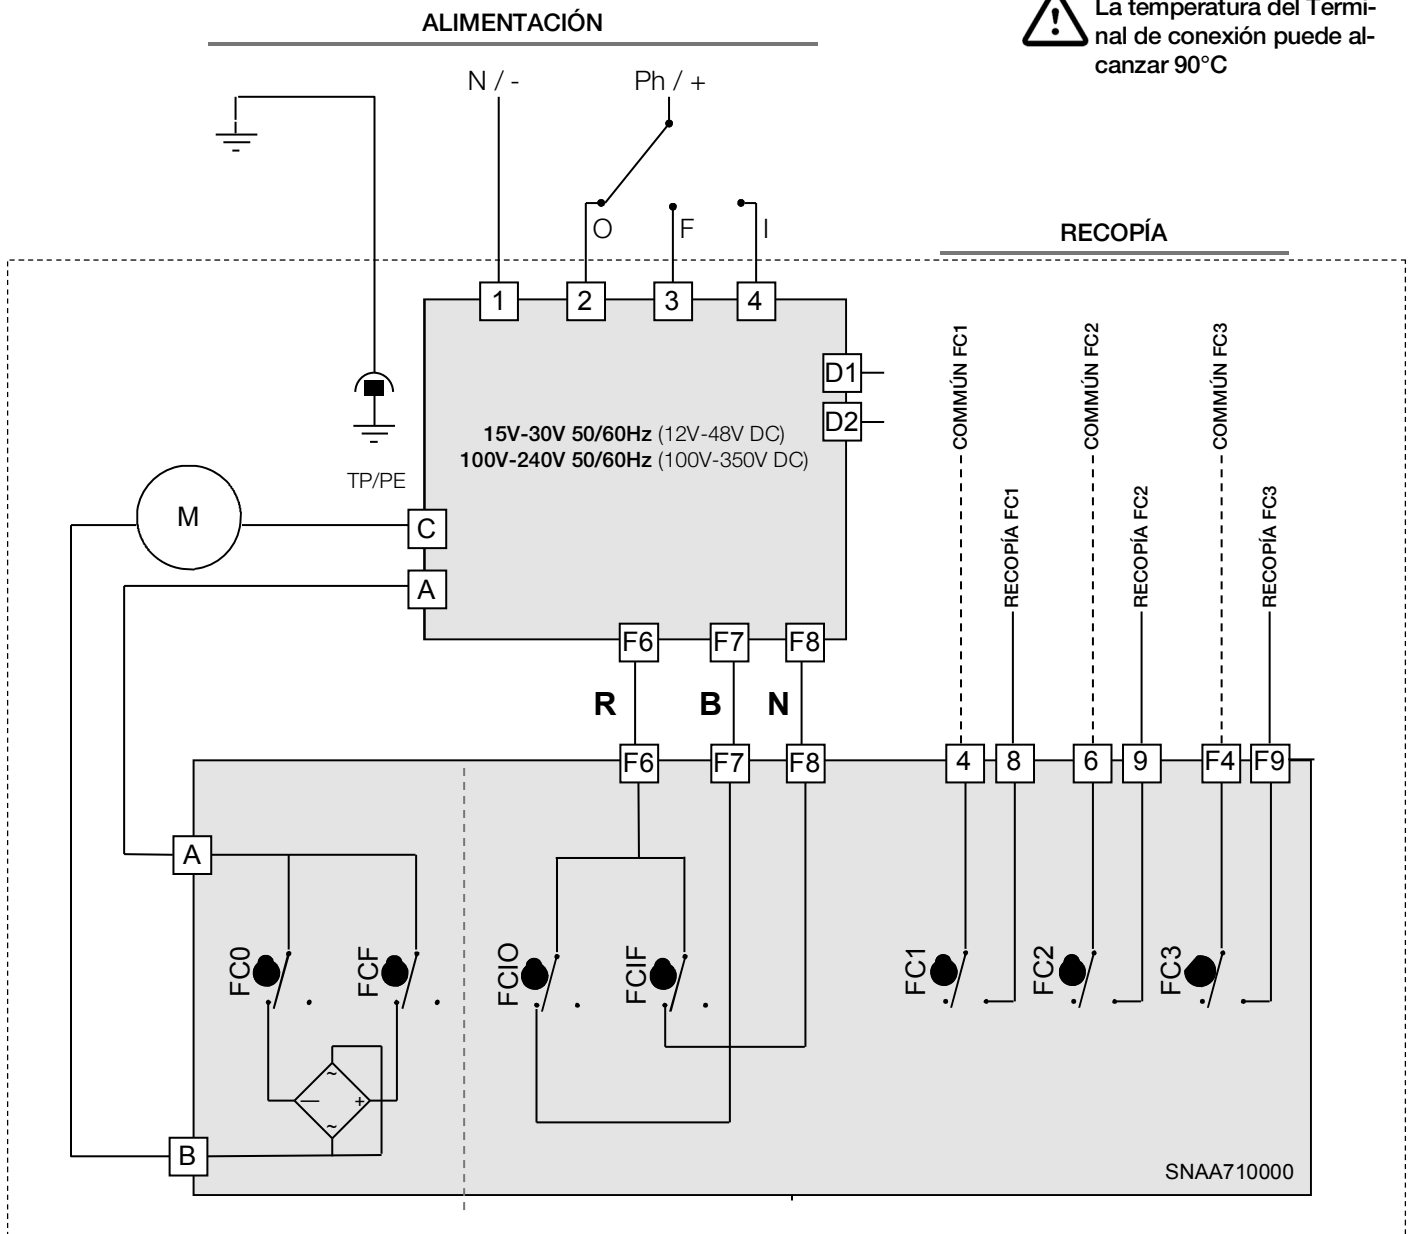 ALIMENTACIÓN
La temperatura del Termi-
nal de conexión puede al-
canzar 90°C
N / -
Ph / +
O
F
I
RECOPÍA
1
2
3
4
D1
D2
15V-30V 50/60Hz (12V-48V DC)
100V-240V 50/60Hz (100V-350V DC)
TP/PE
M
C
A
COMMÚN FC1
RECOPÍA FC1
COMMÚN FC2
RECOPÍA FC2
COMMÚN FC3
RECOPÍA FC3
F6
F7
F8
R
B
N
F6
F7
F8
4
8
6
9
F4
F9
A
FC0
FCF
FCIO
FCIF
FC1
FC2
FC3
~
—
+
~
B
SNAA710000